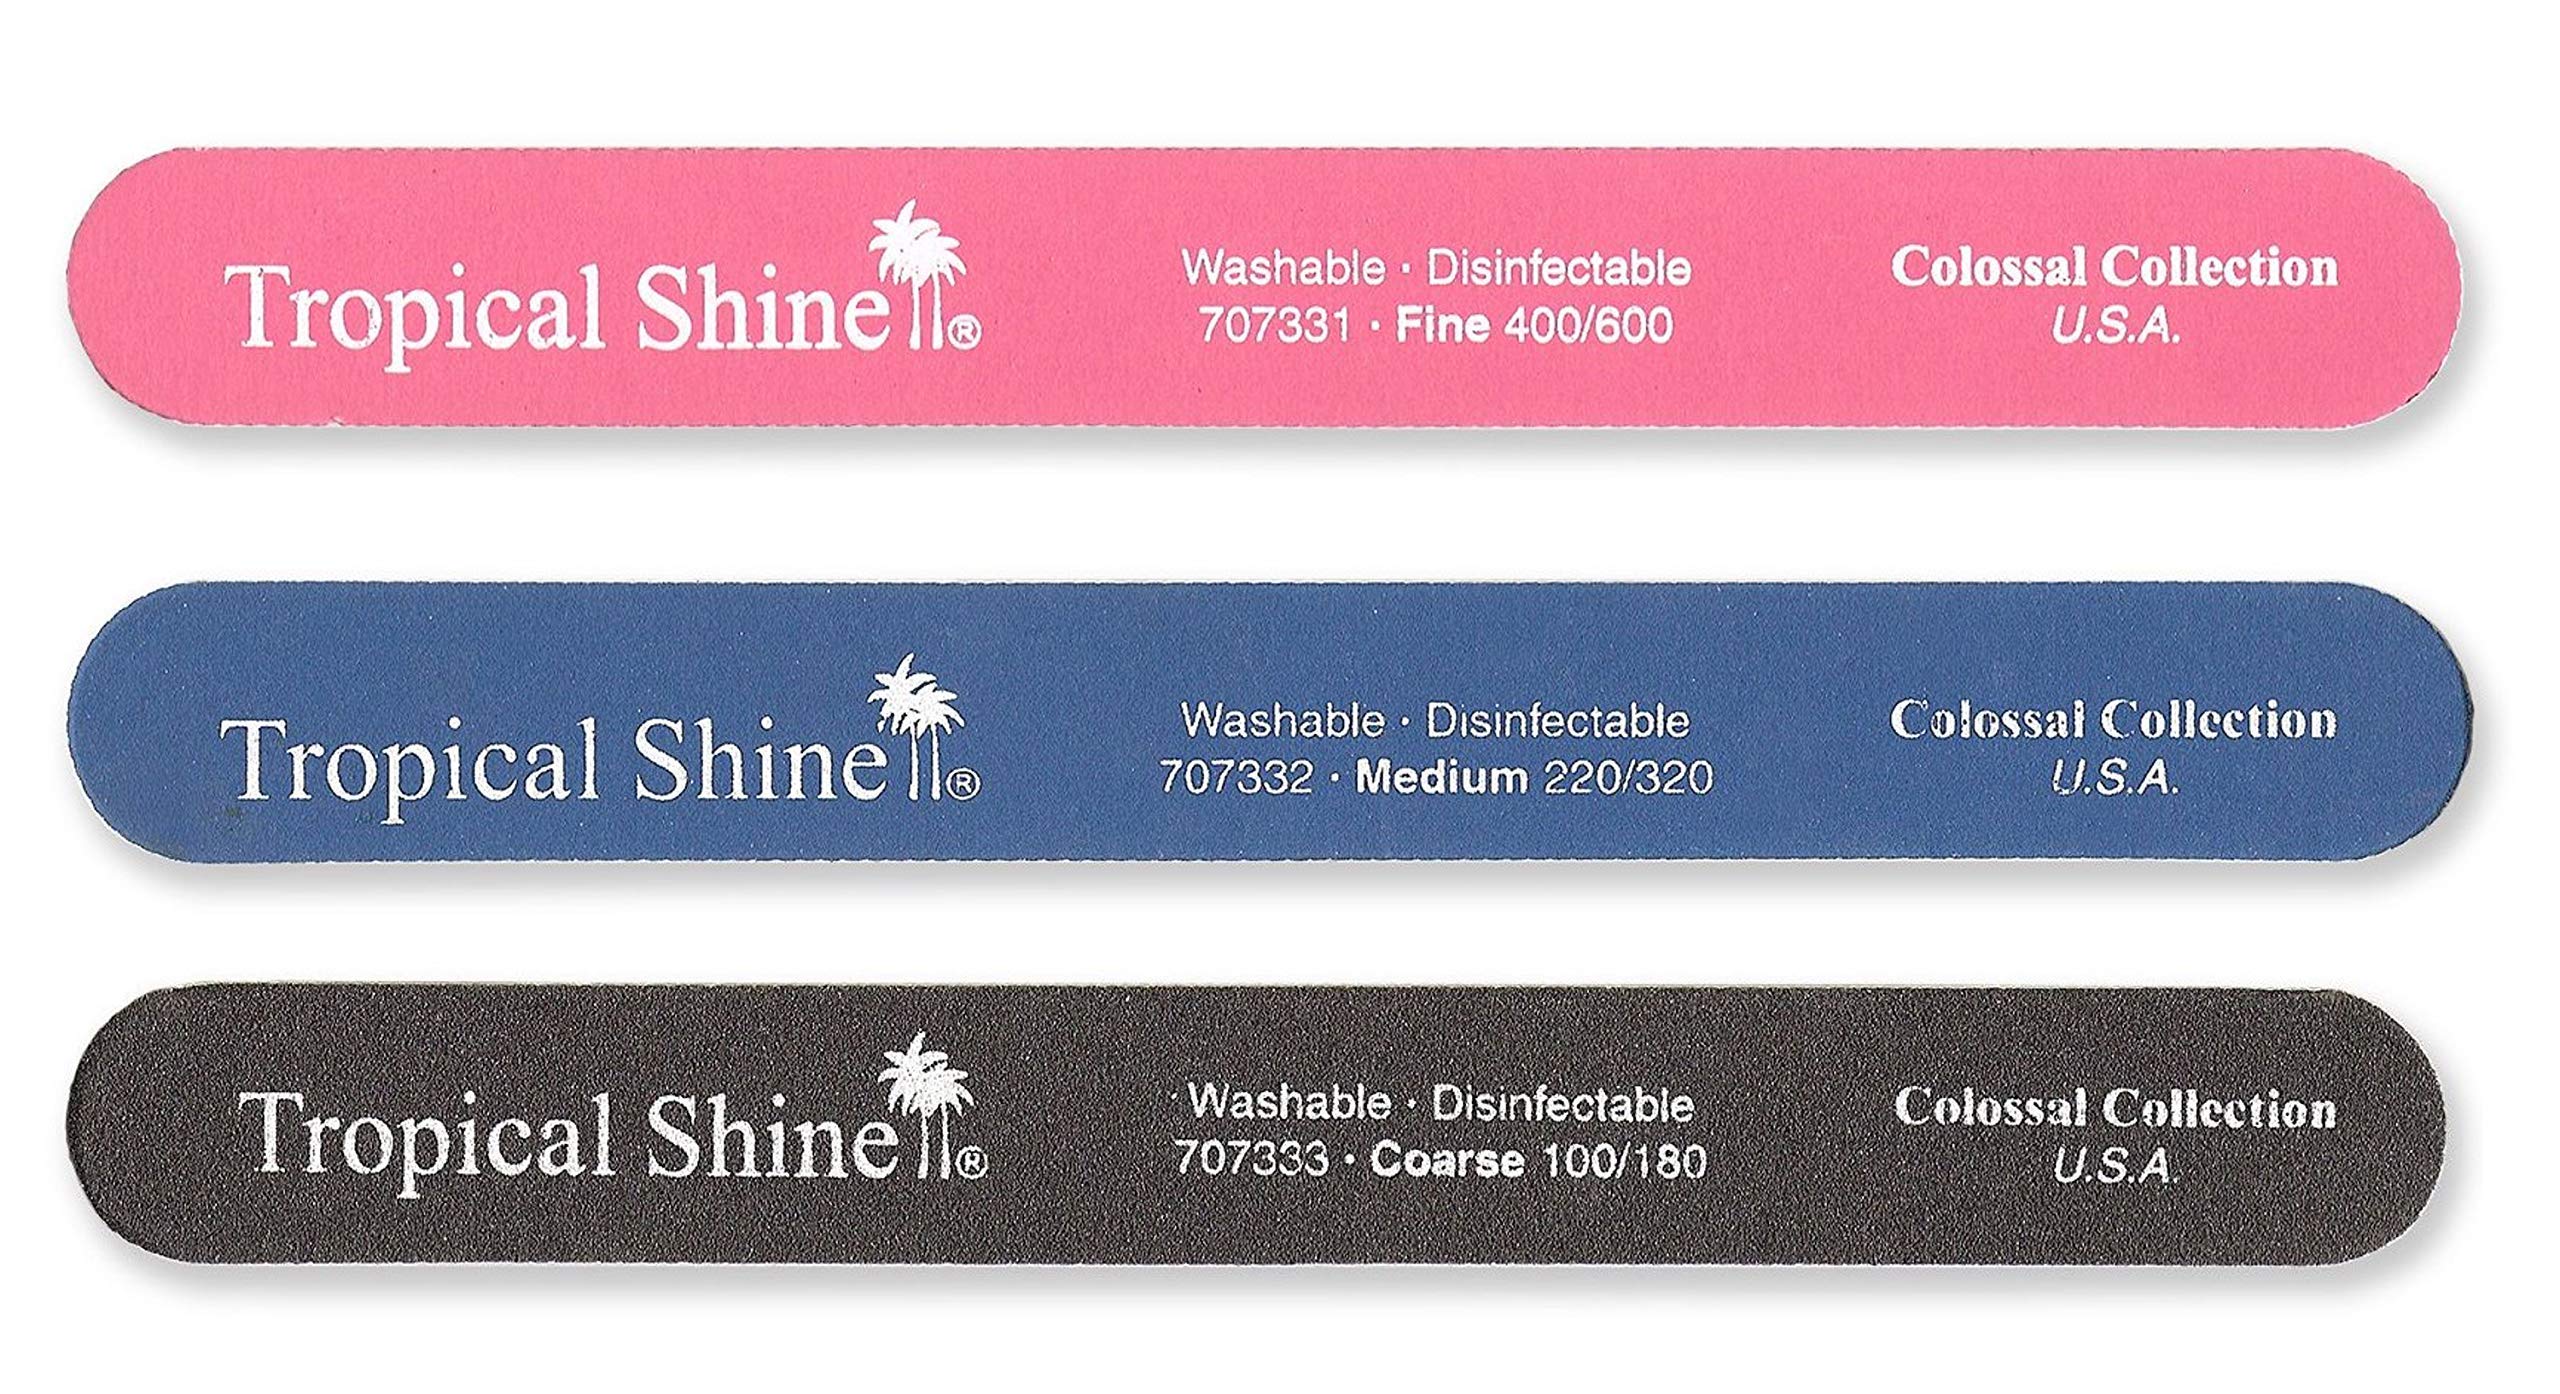 Tropical Shine®
Washable · Disinfectable
707331 · Fine 400/600
Colossal Collection
U.S.A.
Tropical Shine®
Washable · Disinfectable
707332 · Medium 220/320
Colossal Collection
U.S.A.
Tropical Shine®
Washable · Disinfectable
707333 · Coarse 100/180
Colossal Collection
U.S.A.